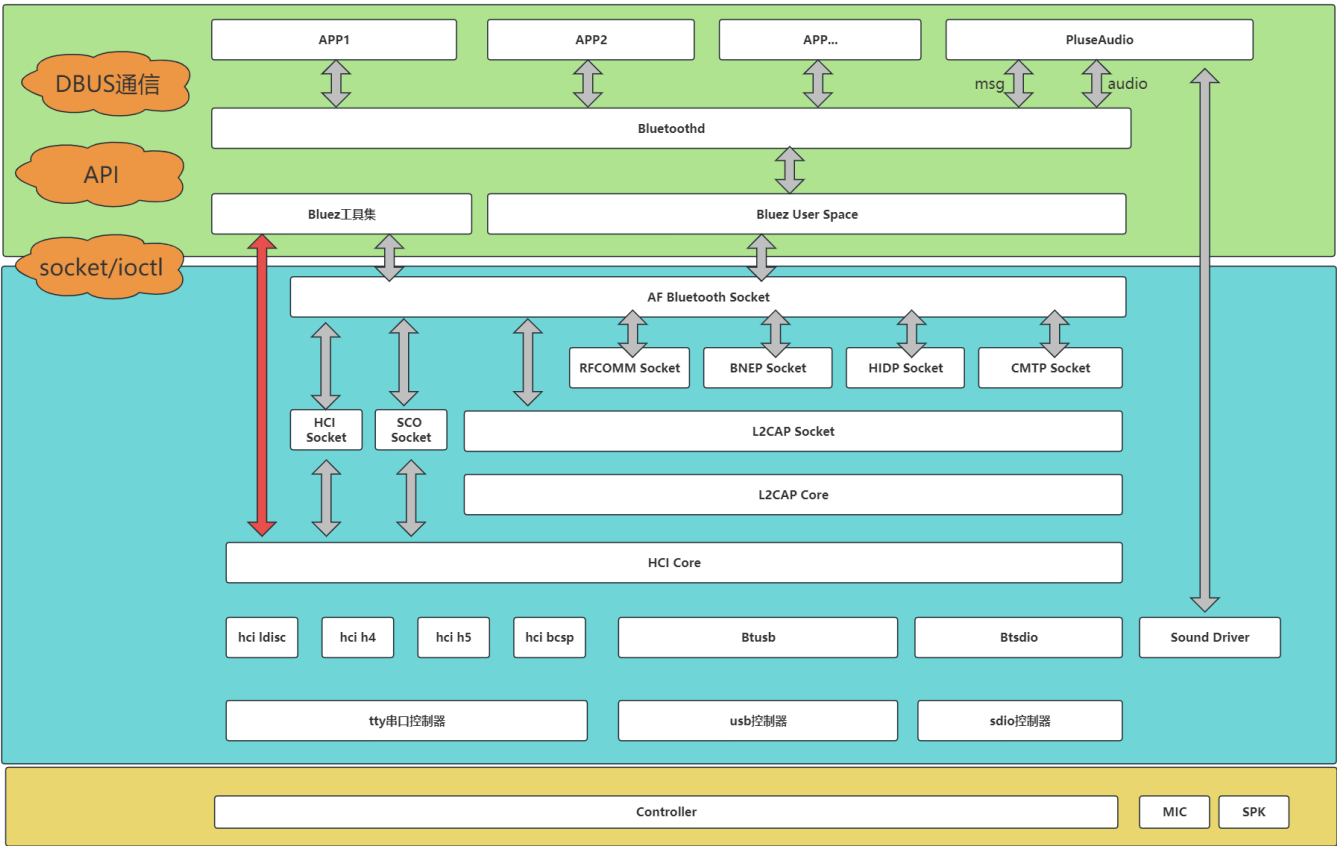 APP1
APP2
APP...
PluseAudio
DBUS通信
msg
audio
Bluetoothd
API
Bluez工具集
Bluez User Space
socket/ioctl
AF Bluetooth Socket
RFCOMM Socket
BNEP Socket
HIDP Socket
CMTP Socket
HCI
Socket
SCO
Socket
L2CAP Socket
L2CAP Core
HCI Core
hci ldisc
hci h4
hci h5
hci bcsp
Btusb
Btsdio
Sound Driver
tty串口控制器
usb控制器
sdio控制器
Controller
MIC
SPK